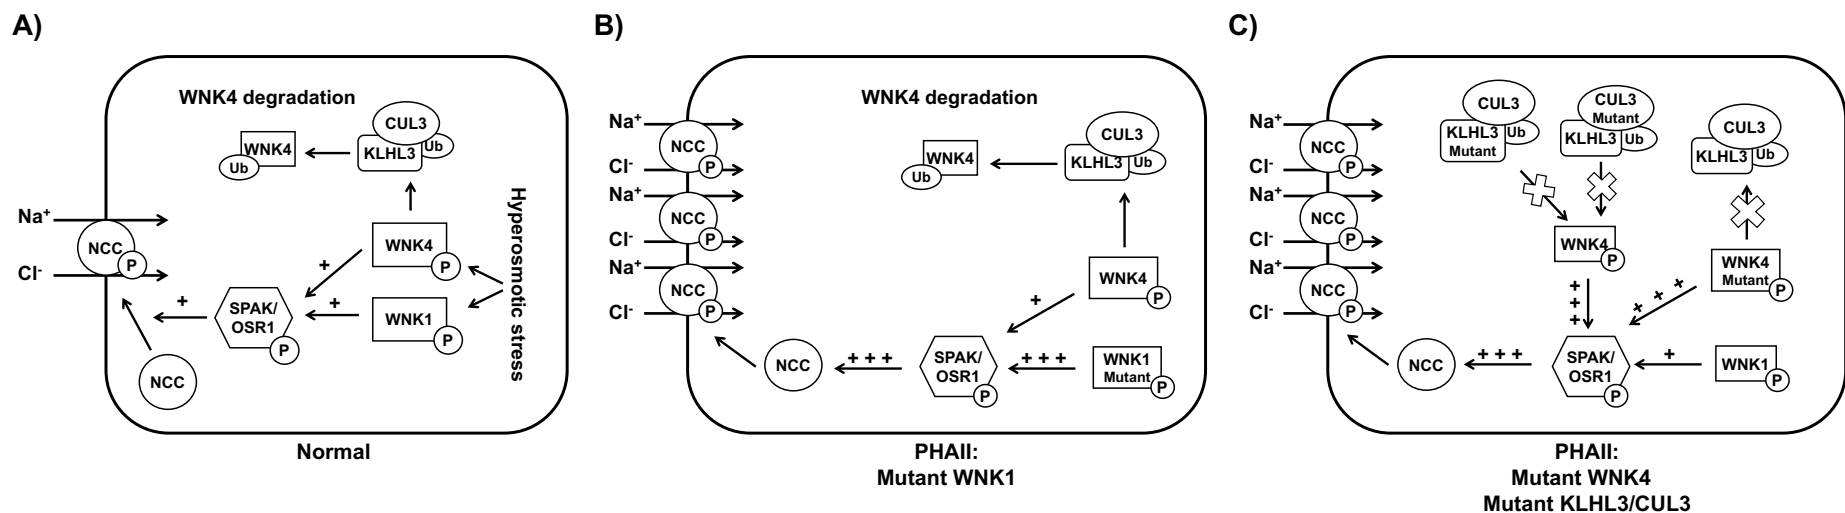 A)
WNK4 degradation
CUL3
WNK4
KLHL3
Ub
Ub
Hyperosmotic stress
Na+
NCC
P
Cl-
WNK4
P
+
+
+
SPAK/
OSR1
P
WNK1
P
NCC
Normal
B)
WNK4 degradation
Na+
CUL3
NCC
WNK4
KLHL3
Ub
Cl-
P
Ub
Na+
NCC
Cl-
P
Na+
WNK4
NCC
P
+
Cl-
P
NCC
+ + +
SPAK/
OSR1
P
+ + +
WNK1
Mutant
P
PHAII:
Mutant WNK1
C)
CUL3
CUL3
Mutant
Na+
KLHL3
Mutant
Ub
KLHL3
Ub
CUL3
NCC
KLHL3
Ub
Cl-
P
Na+
NCC
Cl-
P
WNK4
P
Na+
WNK4
Mutant
P
NCC
+ + +
+ + +
Cl-
P
NCC
+ + +
SPAK/
OSR1
P
+
WNK1
P
PHAII:
Mutant WNK4
Mutant KLHL3/CUL3